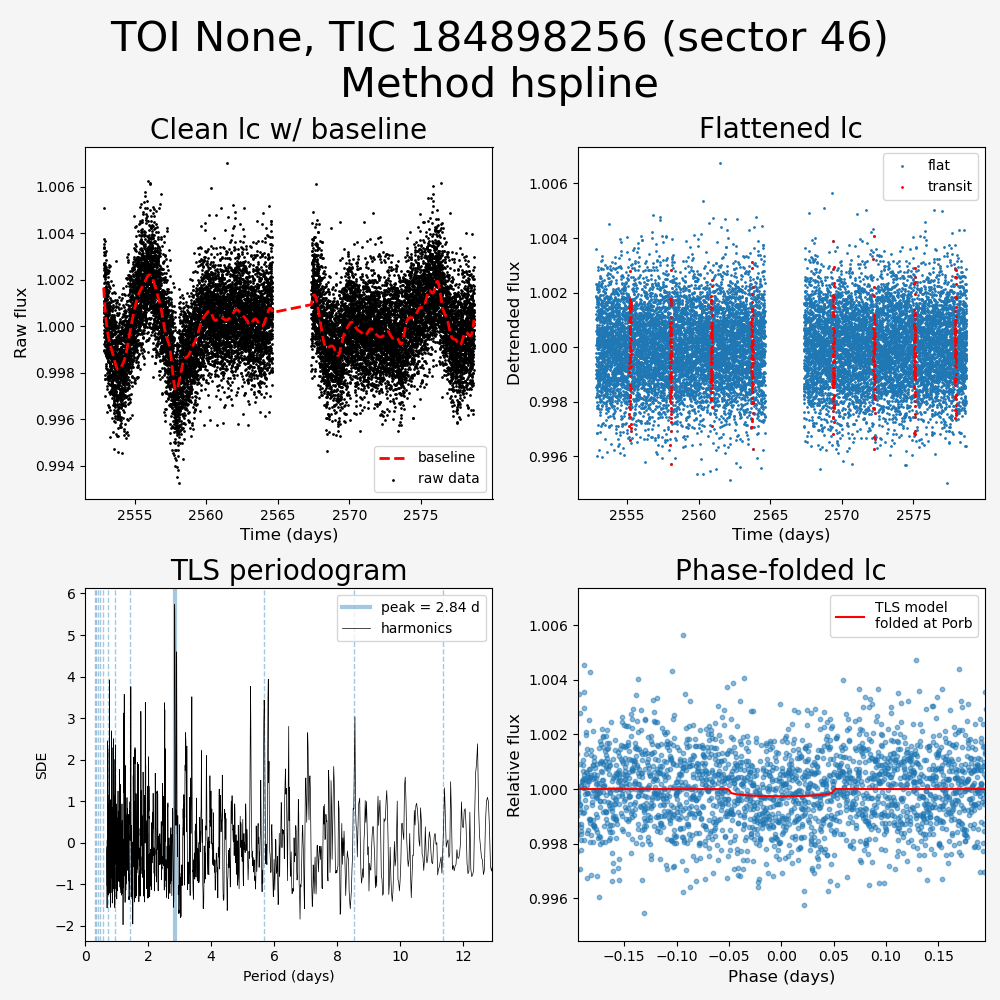 TOI None, TIC 184898256 (sector 46)
Method hspline
Clean lc w/ baseline
Raw flux
1.006
1.004
1.002
1.000
0.998
0.996
0.994
baseline
raw data
2555
2560
2565
2570
2575
Time (days)
Flattened lc
Detrended flux
1.006
1.004
1.002
1.000
0.998
0.996
flat
transit
2555
2560
2565
2570
2575
Time (days)
TLS periodogram
SDE
6
5
4
3
2
1
0
−1
−2
peak = 2.84 d
harmonics
0
2
4
6
8
10
12
Period (days)
Phase-folded lc
Relative flux
1.006
1.004
1.002
1.000
0.998
0.996
TLS model
folded at Porb
−0.15
−0.10
−0.05
0.00
0.05
0.10
0.15
Phase (days)